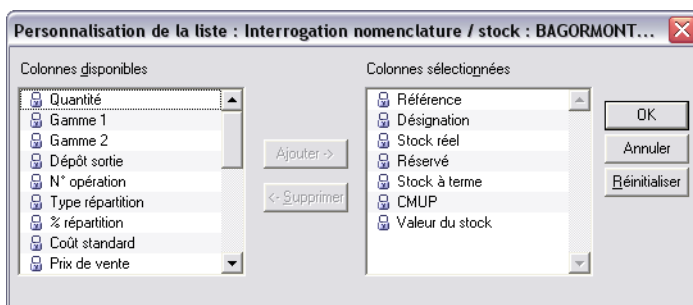 Personnalisation de la liste : Interrogation nomenclature / stock : BAGORMONT...
Colonnes disponibles
Quantité
Gamme 1
Gamme 2
Dépôt sortie
N° opération
Type répartition
% répartition
Coût standard
Prix de vente
Ajouter ->
<- Supprimer
Colonnes sélectionnées
Référence
Désignation
Stock réel
Réservé
Stock à terme
CMUP
Valeur du stock
OK
Annuler
Réinitialiser